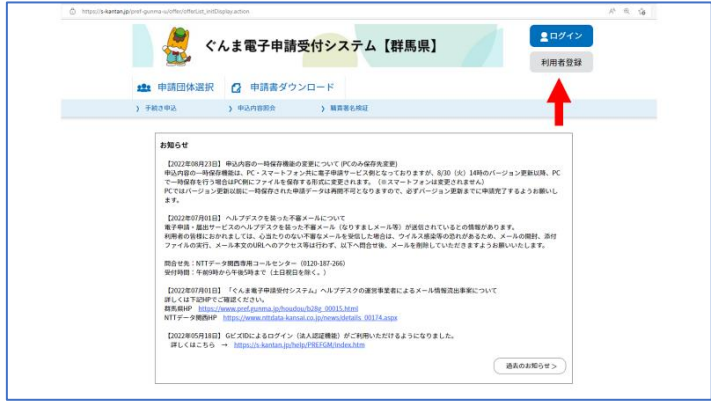 https://s-kantan.jp/pref-gunma-u/offer/offerList_initDisplay.action
ぐんま電子申請受付システム【群馬県】
ログイン
利用者登録
申請団体選択
申請書ダウンロード
手続き申込
申込内容照会
職責署名検証
お知らせ
【2022年08月23日】 申込内容の一時保存機能の変更について(PCのみ保存先変更)
申込内容の一時保存機能は、PC・スマートフォン共に電子申請サービス側となっておりますが、8/30（火）14時のバージョン更新以降、PC
で一時保存を行う場合はPC側にファイルを保存する形式に変更されます。（※スマートフォンは変更されません）
PCではバージョン更新以前に一時保存された申請データは再開不可となりますので、必ずバージョン更新までに申請完了するようお願いし
ます。
【2022年07月01日】 ヘルプデスクを装った不審メールについて
電子申請・届出サービスのヘルプデスクを装った不審メール（なりすましメール等）が送信されているとの情報があります。
利用者の皆様におかれましては、心当たりのない不審なメールを受信した場合は、ウイルス感染等の恐れがあるため、メールの開封、添付
ファイルの実行、メール本文のURLへのアクセス等は行わず、以下へ問合せ後、メールを削除していただきますようお願いいたします。
問合せ先：NTTデータ関西専用コールセンター（0120-187-266）
受付時間：午前9時から午後5時まで（土日祝日を除く。）
【2022年07月01日】 「ぐんま電子申請受付システム」ヘルプデスクの運営事業者によるメール情報流出事案について
詳しくは下記HPでご確認ください。
群馬県HP https://www.pref.gunma.jp/houdou/b28g_00015.html
NTTデータ関西HP https://www.nttdata-kansai.co.jp/news/details_00174.aspx
【2022年05月18日】 GビズIDによるログイン（法人認証機能）がご利用いただけるようになりました。
詳しくはこちら → https://s-kantan.jp/help/PREFGM/index.htm
過去のお知らせ >